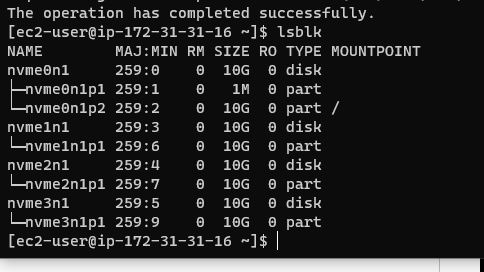 The operation has completed successfully.
[ec2-user@ip-172-31-31-16 ~]$ lsblk
NAME        MAJ:MIN RM SIZE RO TYPE MOUNTPOINT
nvme0n1     259:0    0  10G  0 disk
├─nvme0n1p1 259:1    0   1M  0 part
└─nvme0n1p2 259:2    0  10G  0 part /
nvme1n1     259:3    0  10G  0 disk
└─nvme1n1p1 259:6    0  10G  0 part
nvme2n1     259:4    0  10G  0 disk
└─nvme2n1p1 259:7    0  10G  0 part
nvme3n1     259:5    0  10G  0 disk
└─nvme3n1p1 259:9    0  10G  0 part
[ec2-user@ip-172-31-31-16 ~]$